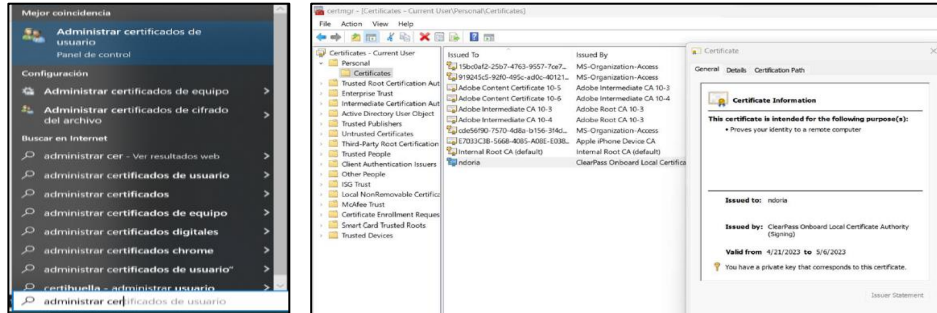 Mejor coincidencia
Administrar certificados de
usuario
Panel de control
Configuración
Administrar certificados de equipo
Administrar certificados de cifrado
del archivo
Buscar en Internet
administrar cer - Ver resultados web
administrar certificados de usuario
administrar certificados
administrar certificados de equipo
administrar certificados digitales
administrar certificados chrome
administrar certificados de usuario"
certihuella - administrar usuario
administrar certificados de usuario
certmgr - [Certificates - Current User\Personal\Certificates]
File Action View Help
Certificates - Current User
Personal
Certificates
Trusted Root Certification Aut
Enterprise Trust
Intermediate Certification Aut
Active Directory User Object
Trusted Publishers
Untrusted Certificates
Third-Party Root Certification
Trusted People
Client Authentication Issuers
Other People
ISG Trust
Local NonRemovable Certific
McAfee Trust
Certificate Enrollment Reques
Smart Card Trusted Roots
Trusted Devices
Issued To Issued By
MS-Organization-Access
MS-Organization-Access
Adobe Content Certificate 10-5 Adobe Intermediate CA 10-3
Adobe Content Certificate 10-6 Adobe Intermediate CA 10-4
Adobe Intermediate CA 10-3 Adobe Root CA 10-3
Adobe Intermediate CA 10-4 Adobe Root CA 10-3
MS-Organization-Access
Apple iPhone Device CA
Internal Root CA (default) Internal Root CA (default)
ndoria ClearPass Onboard Local Certifica
Certificate
General Details Certification Path
Certificate Information
This certificate is intended for the following purpose(s):
• Proves your identity to a remote computer
Issued to: ndoria
Issued by: ClearPass Onboard Local Certificate Authority
(Signing)
Valid from 4/21/2023 to 5/6/2023
You have a private key that corresponds to this certificate.
Issuer Statement